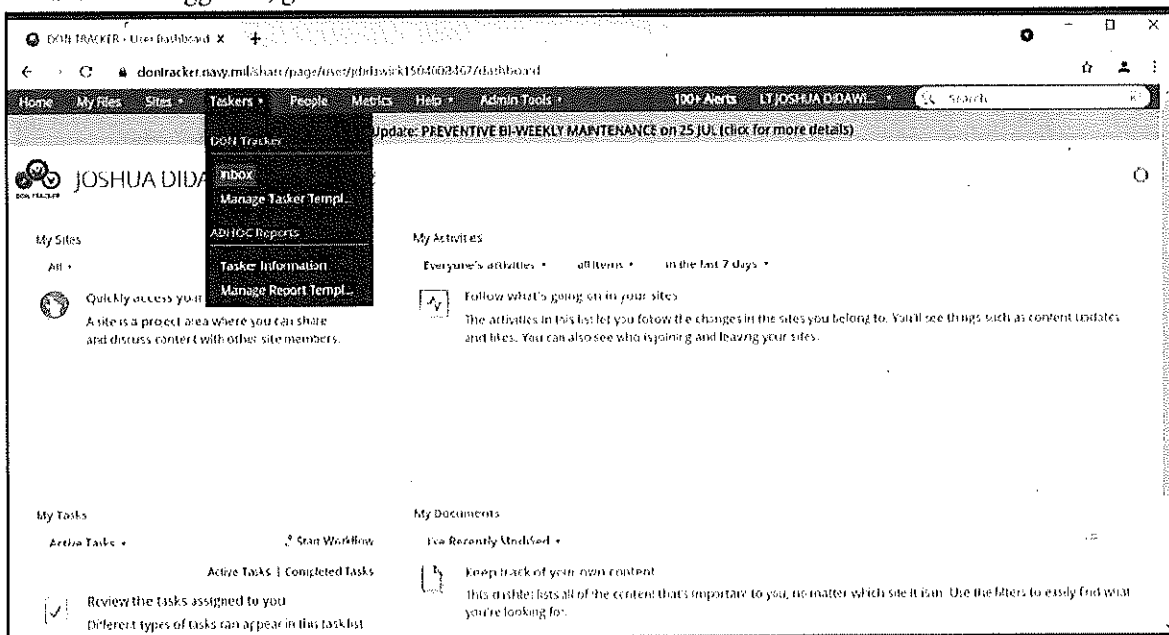 DON TRACKER - User Dashboard
dontracker.navy.mil/share/page/user/
/dashboard
Home My Files Sites Taskers People Metrics Help Admin Tools 100+ Alerts LT JOSHUA DIDAWI... Search
Update: PREVENTIVE BI-WEEKLY MAINTENANCE on 25 JUL (click for more details)
DON Tracker
Inbox
Manage Tasker Templ...
ADHOC Reports
Tasker Information
Manage Report Templ...
DON TRACKER
JOSHUA DIDA
My Sites
All
Quickly access your
A site is a project area where you can share
and discuss content with other site members.
My Activities
Everyone's activities all items in the last 7 days
Follow what's going on in your sites
The activities in this list let you follow the changes in the sites you belong to. You'll see things such as content updates
and likes. You can also see who is joining and leaving your sites.
My Tasks
Active Tasks Start Workflow
Active Tasks | Completed Tasks
Review the tasks assigned to you
Different types of tasks can appear in this task list
My Documents
I've Recently Modified
Keep track of your own content
This dashlet lists all of the content that's important to you, no matter which site it is in. Use the filters to easily find what
you're looking for.